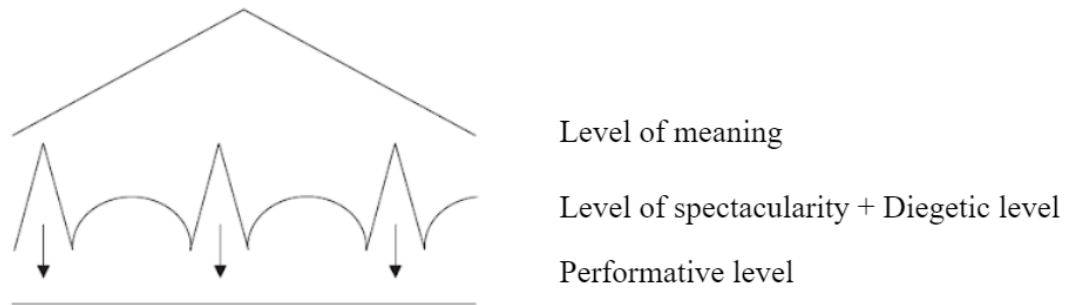 Level of meaning
Level of spectacularity + Diegetic level
Performative level